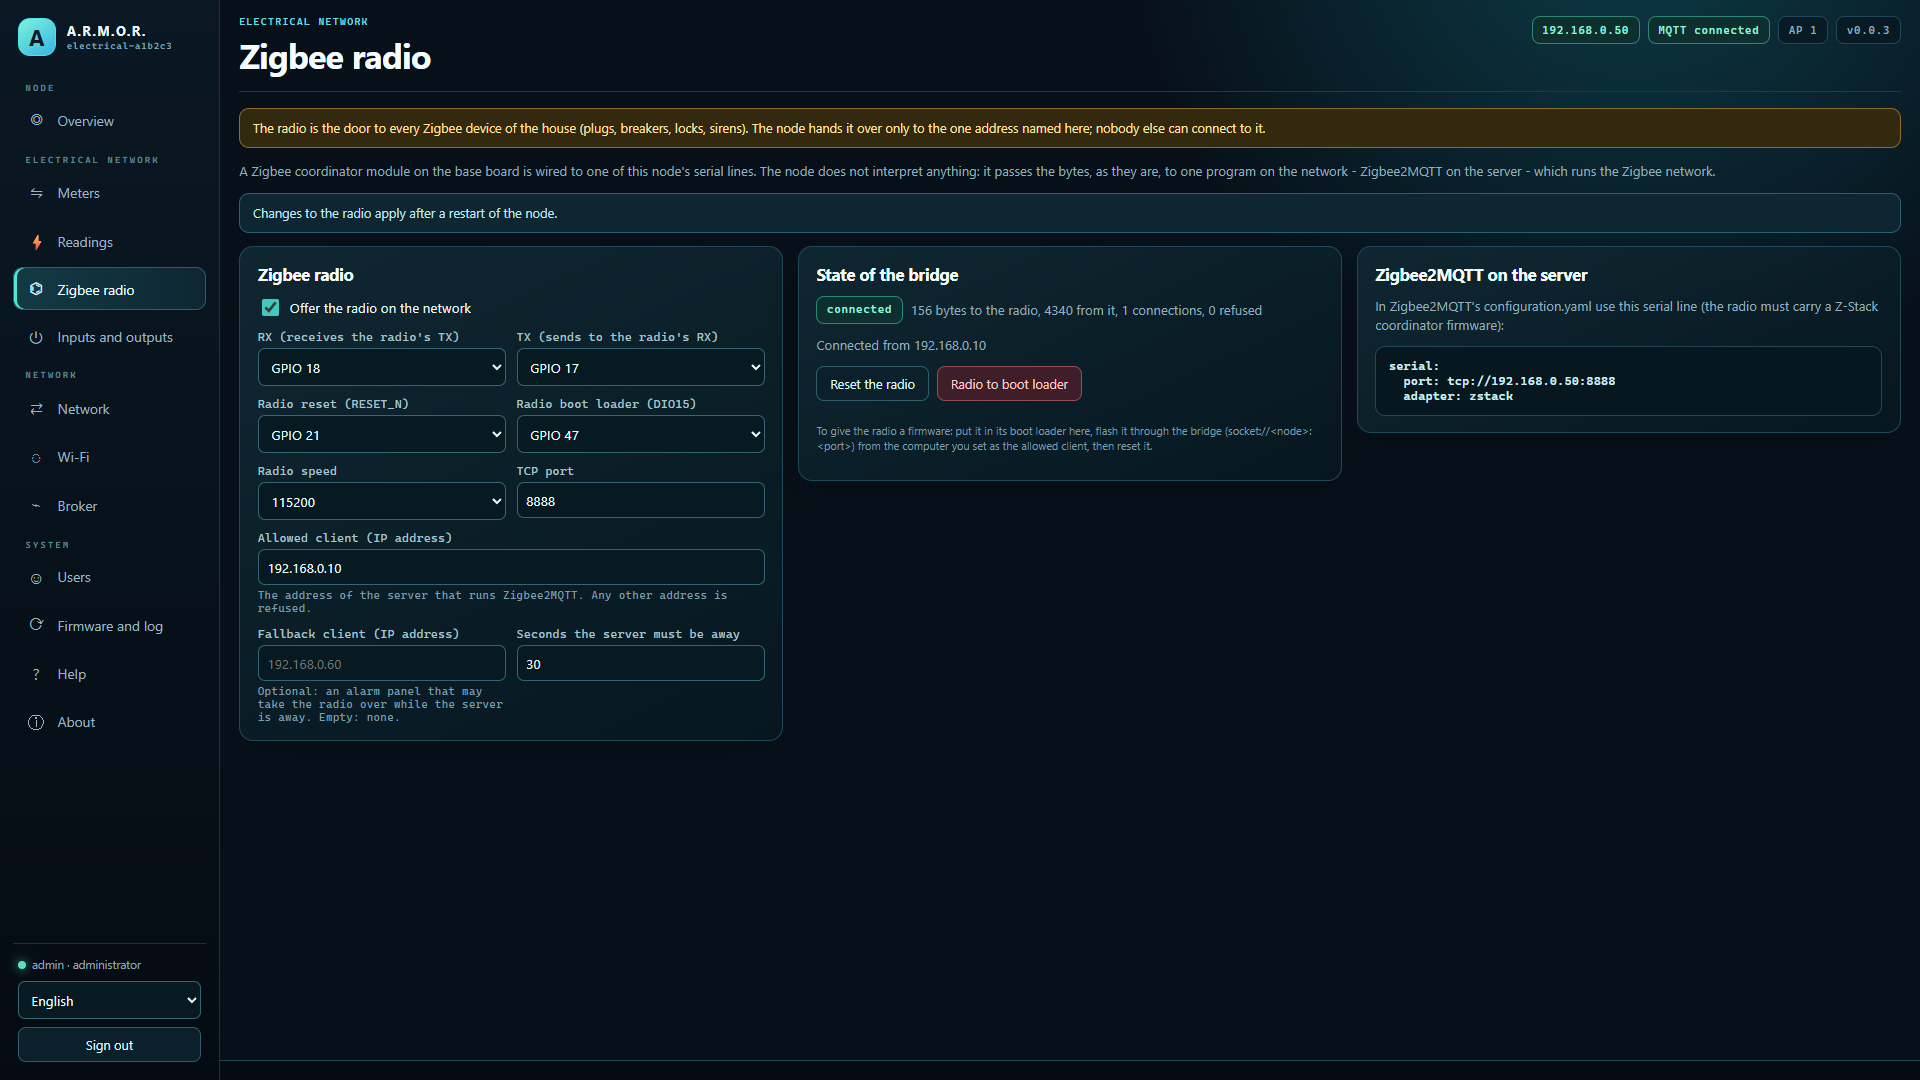 A
A.R.M.O.R.
electrical-a1b2c3
NODE
Overview
ELECTRICAL NETWORK
Meters
Readings
Zigbee radio
Inputs and outputs
NETWORK
Network
Wi-Fi
Broker
SYSTEM
Users
Firmware and log
? Help
About
admin · administrator
English
Sign out
ELECTRICAL NETWORK
Zigbee radio
192.168.0.50
MQTT connected
AP 1
v0.0.3
The radio is the door to every Zigbee device of the house (plugs, breakers, locks, sirens). The node hands it over only to the one address named here; nobody else can connect to it.
A Zigbee coordinator module on the base board is wired to one of this node's serial lines. The node does not interpret anything: it passes the bytes, as they are, to one program on the network - Zigbee2MQTT on the server - which runs the Zigbee network.
Changes to the radio apply after a restart of the node.
Zigbee radio
Offer the radio on the network
RX (receives the radio's TX)
TX (sends to the radio's RX)
GPIO 18
GPIO 17
Radio reset (RESET_N)
Radio boot loader (DIO15)
GPIO 21
GPIO 47
Radio speed
TCP port
115200
8888
Allowed client (IP address)
192.168.0.10
The address of the server that runs Zigbee2MQTT. Any other address is
refused.
Fallback client (IP address)
Seconds the server must be away
192.168.0.60
30
Optional: an alarm panel that may
take the radio over while the server
is away. Empty: none.
State of the bridge
connected
156 bytes to the radio, 4340 from it, 1 connections, 0 refused
Connected from 192.168.0.10
Reset the radio
Radio to boot loader
To give the radio a firmware: put it in its boot loader here, flash it through the bridge (socket://<node>:
<port>) from the computer you set as the allowed client, then reset it.
Zigbee2MQTT on the server
In Zigbee2MQTT's configuration.yaml use this serial line (the radio must carry a Z-Stack
coordinator firmware):
serial:
  port: tcp://192.168.0.50:8888
  adapter: zstack